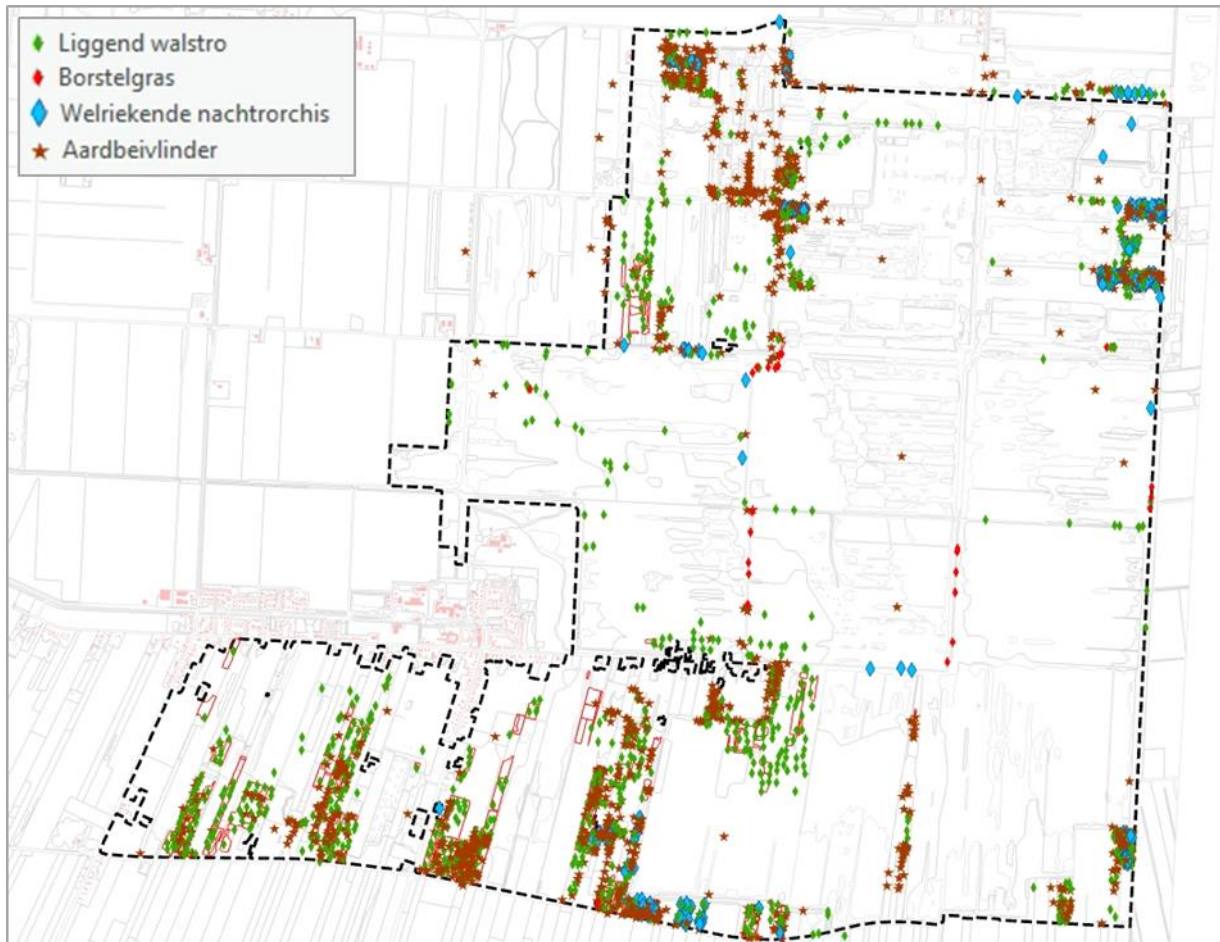 Liggend walstro
Borstelgras
Welriekende nachtrorchis
Aardbeivlinder